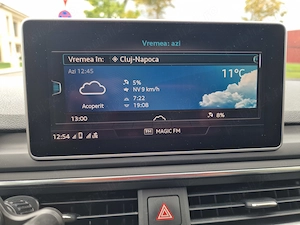 Vremea: azi
Vremea în: Cluj-Napoca
Azi 12:45
11°C
5%
NV 9 km/h
Acoperit
7:22
19:08
13:00
8%
12:54
MAGIC FM